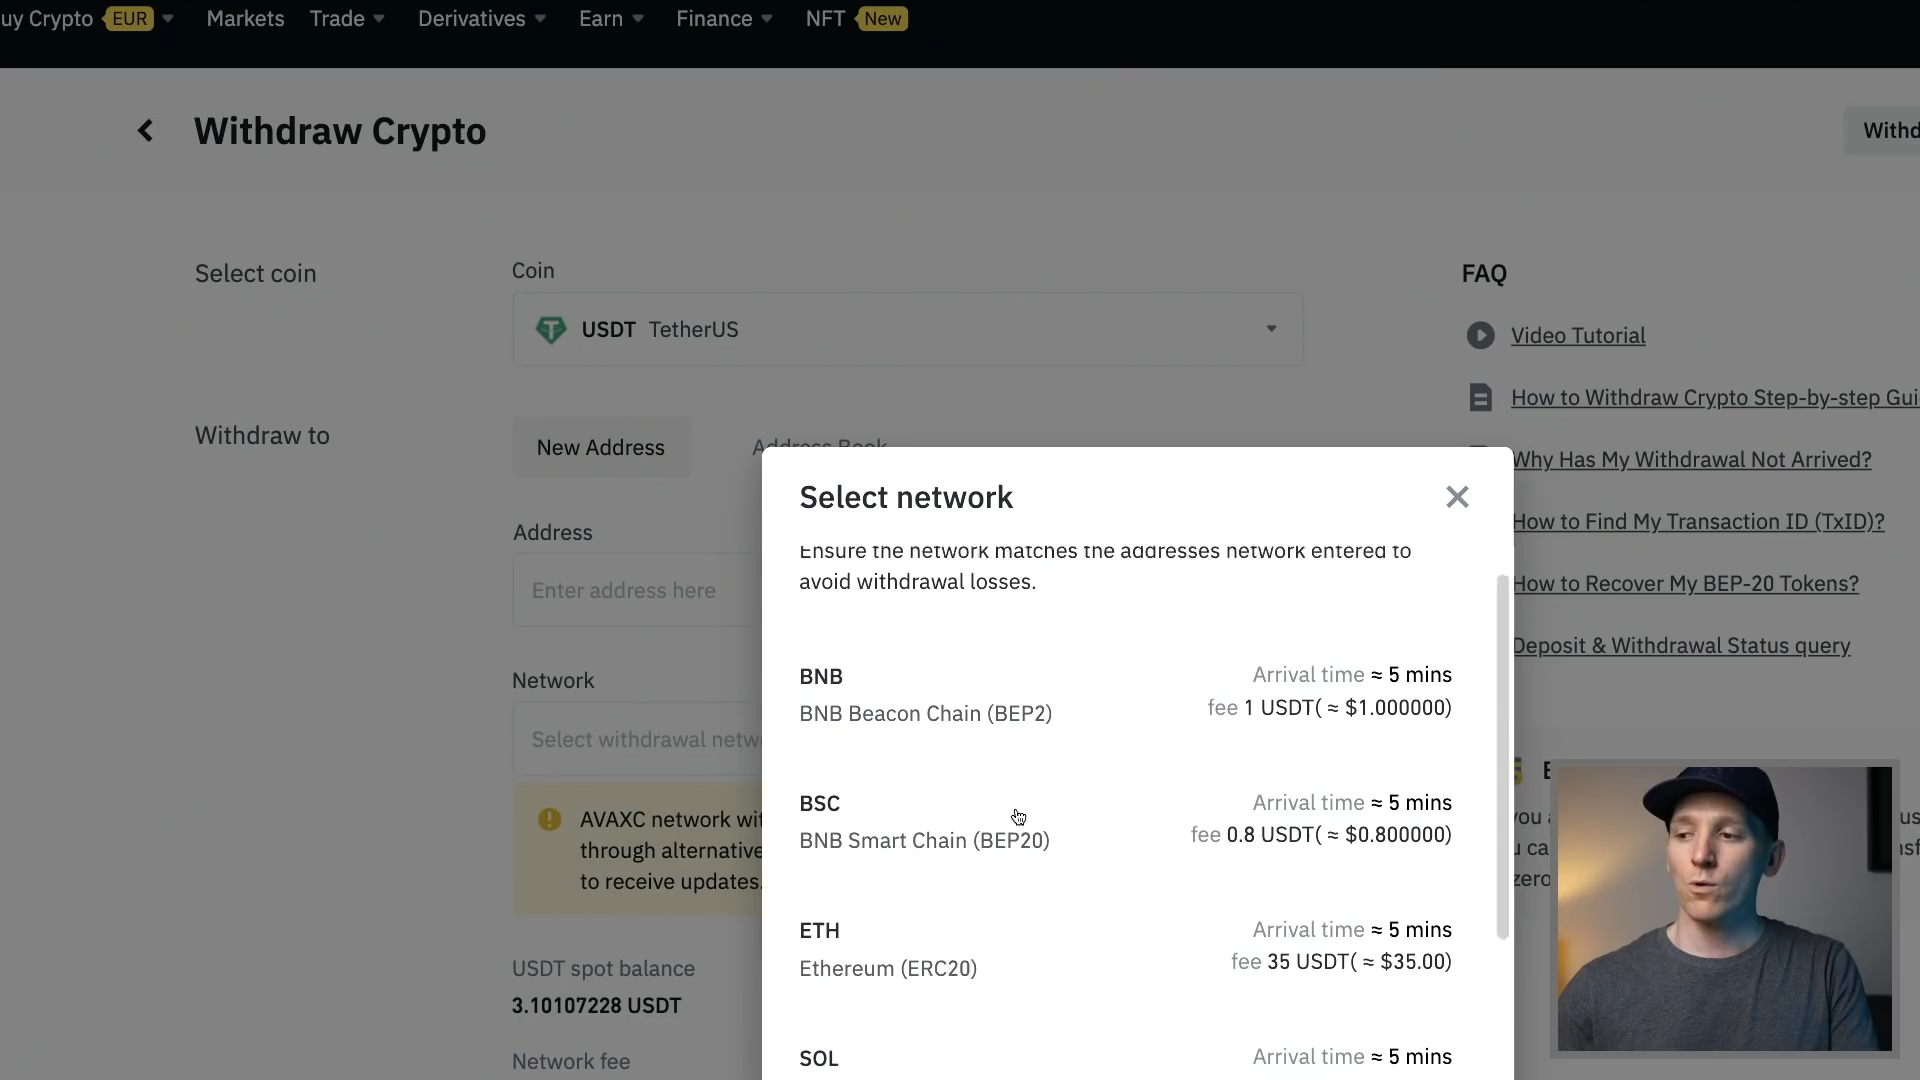 uy Crypto EUR Markets Trade Derivatives Earn Finance NFT New
Withdraw Crypto
Withd
Select coin
Coin
USDT TetherUS
Withdraw to
New Address
Address Book
Address
Enter address here
Network
Select withdrawal netw
AVAXC network wit
through alternative
to receive updates.
USDT spot balance
3.10107228 USDT
Network fee
Select network
Ensure the network matches the addresses network entered to
avoid withdrawal losses.
BNB
Arrival time ≈ 5 mins
BNB Beacon Chain (BEP2)
fee 1 USDT( ≈ $1.000000)
BSC
Arrival time ≈ 5 mins
BNB Smart Chain (BEP20)
fee 0.8 USDT( ≈ $0.800000)
ETH
Arrival time ≈ 5 mins
Ethereum (ERC20)
fee 35 USDT( ≈ $35.00)
SOL
Arrival time ≈ 5 mins
FAQ
Video Tutorial
How to Withdraw Crypto Step-by-step Gui
Why Has My Withdrawal Not Arrived?
How to Find My Transaction ID (TxID)?
How to Recover My BEP-20 Tokens?
Deposit & Withdrawal Status query
zero